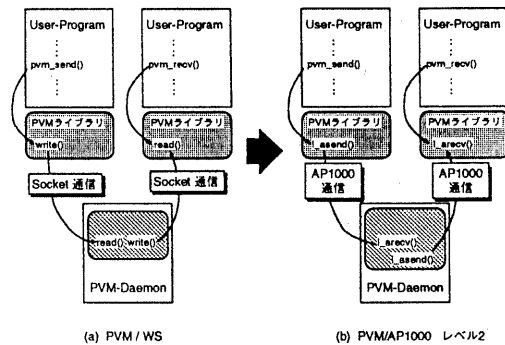 User-Program
pvm_send()
PVMライブラリ
write()
Socket 通信
User-Program
pvm_recv()
PVMライブラリ
read()
Socket 通信
read() write()
PVM-Daemon
(a) PVM / WS
User-Program
pvm_send()
PVMライブラリ
l_asend()
AP1000
通信
User-Program
pvm_recv()
PVMライブラリ
l_arecv()
AP1000
通信
l_arecv()
l_asend()
PVM-Daemon
(b) PVM/AP1000 レベル2